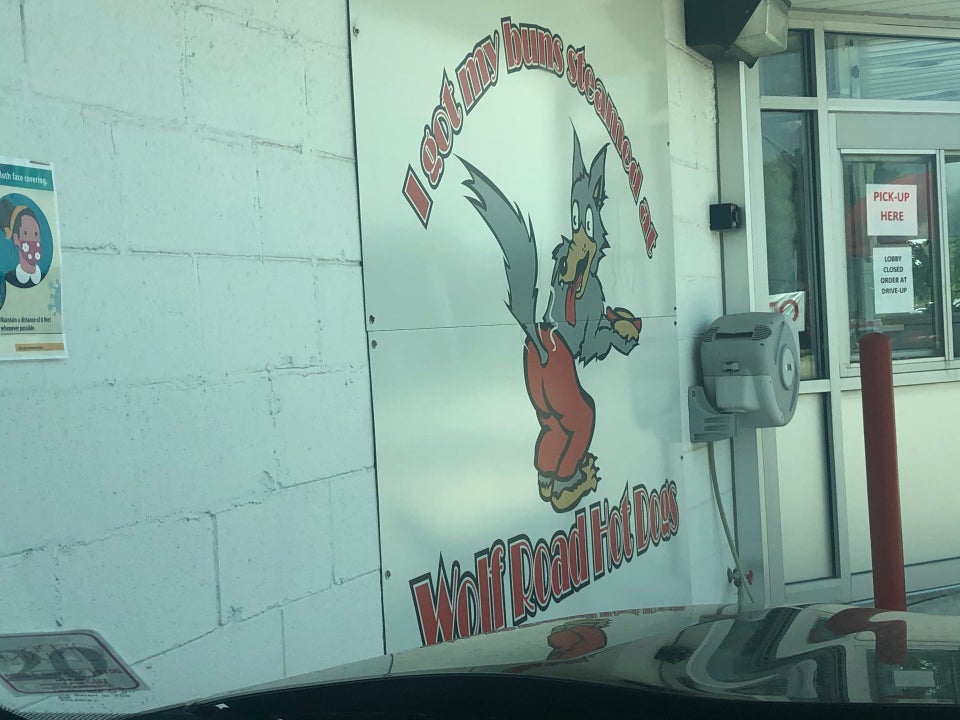 I got my buns steamed at
Wolf Road Hot Dogs
PICK-UP
HERE
LOBBY
CLOSED
ORDER AT
DRIVE-UP
cloth face covering.
Maintain a distance of 6 feet
whenever possible.
20